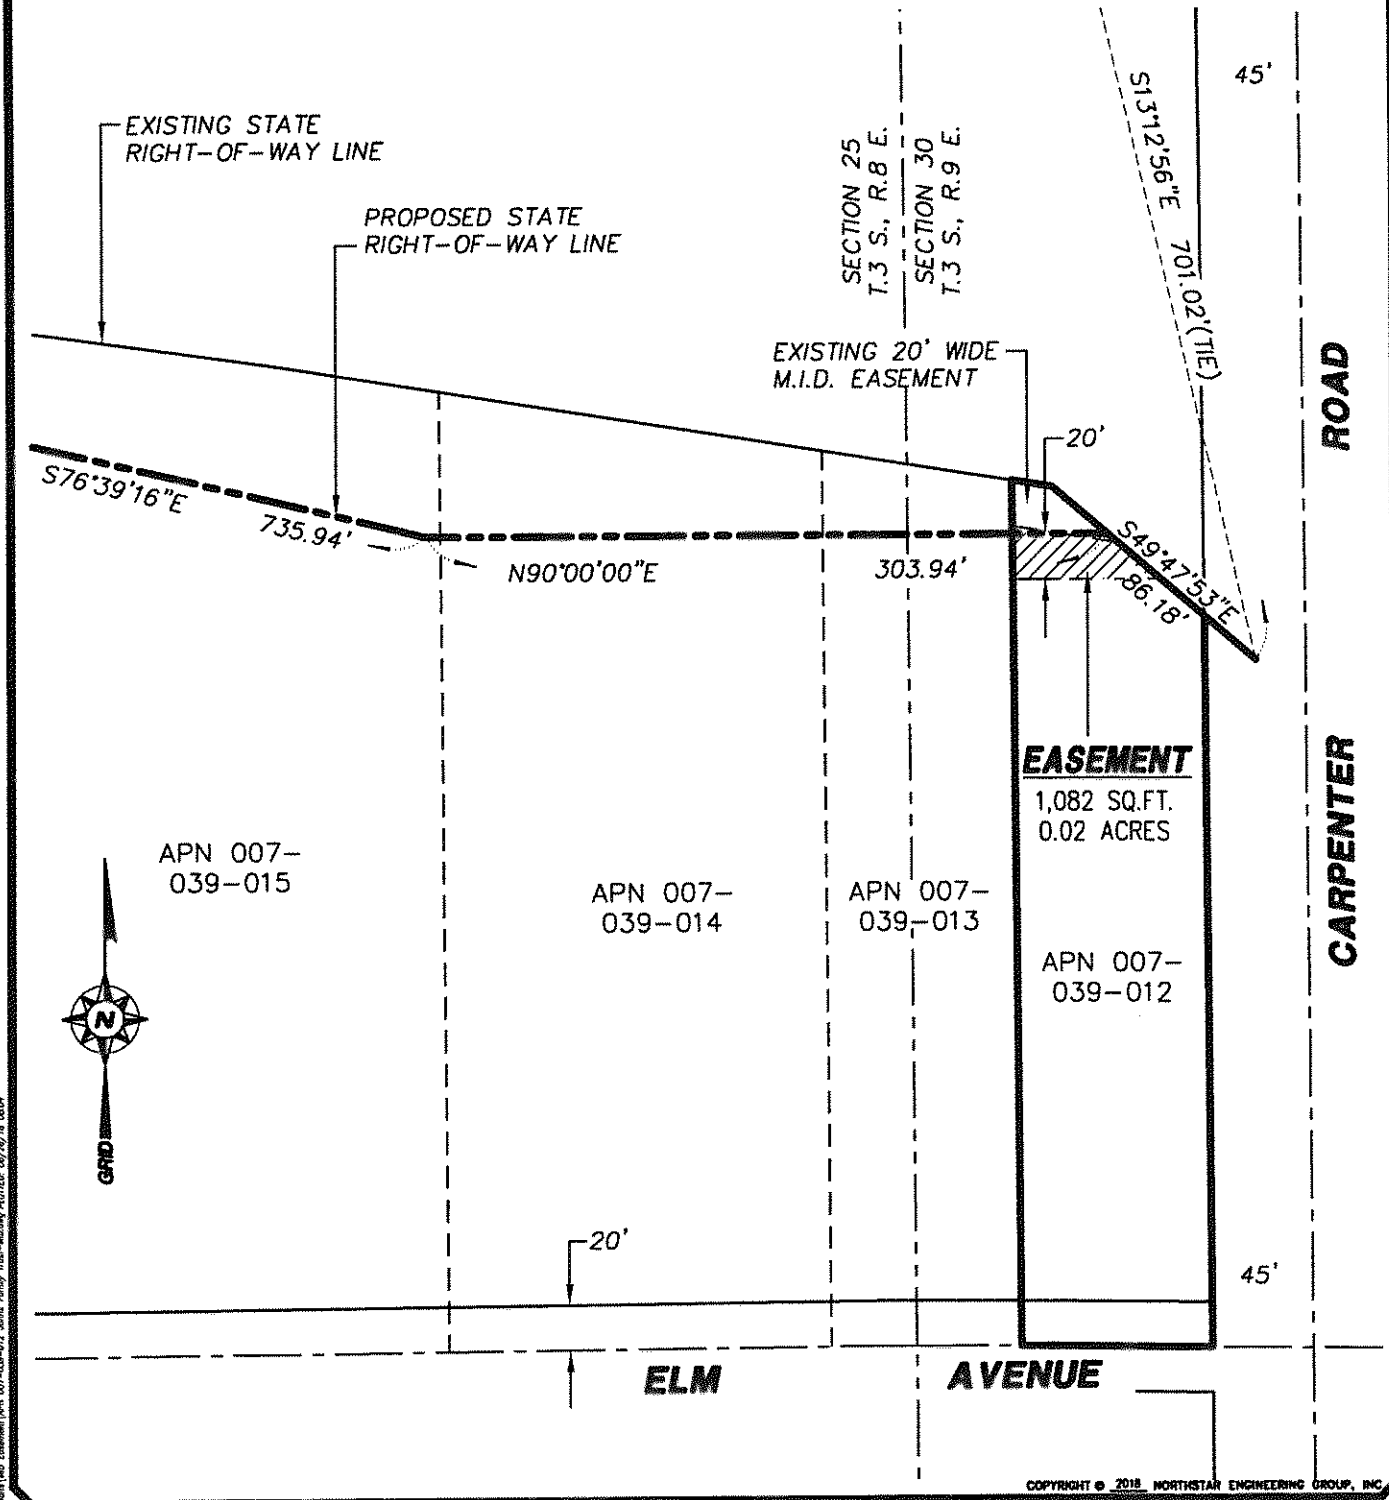 45'
EXISTING STATE
RIGHT-OF-WAY LINE
PROPOSED STATE
RIGHT-OF-WAY LINE
SECTION 25
T.3 S., R.8 E.
SECTION 30
T.3 S., R.9 E.
S13°12'56"E 701.02'(TIE)
EXISTING 20' WIDE
M.I.D. EASEMENT
20'
CARPENTER ROAD
S76°39'16"E
735.94'
N90°00'00"E
303.94'
S49°47'53"E
86.18'
EASEMENT
1,082 SQ.FT.
0.02 ACRES
APN 007-
039-015
APN 007-
039-014
APN 007-
039-013
APN 007-
039-012
N
GRID
20'
45'
ELM AVENUE
COPYRIGHT © 2018 NORTHSTAR ENGINEERING GROUP, INC.